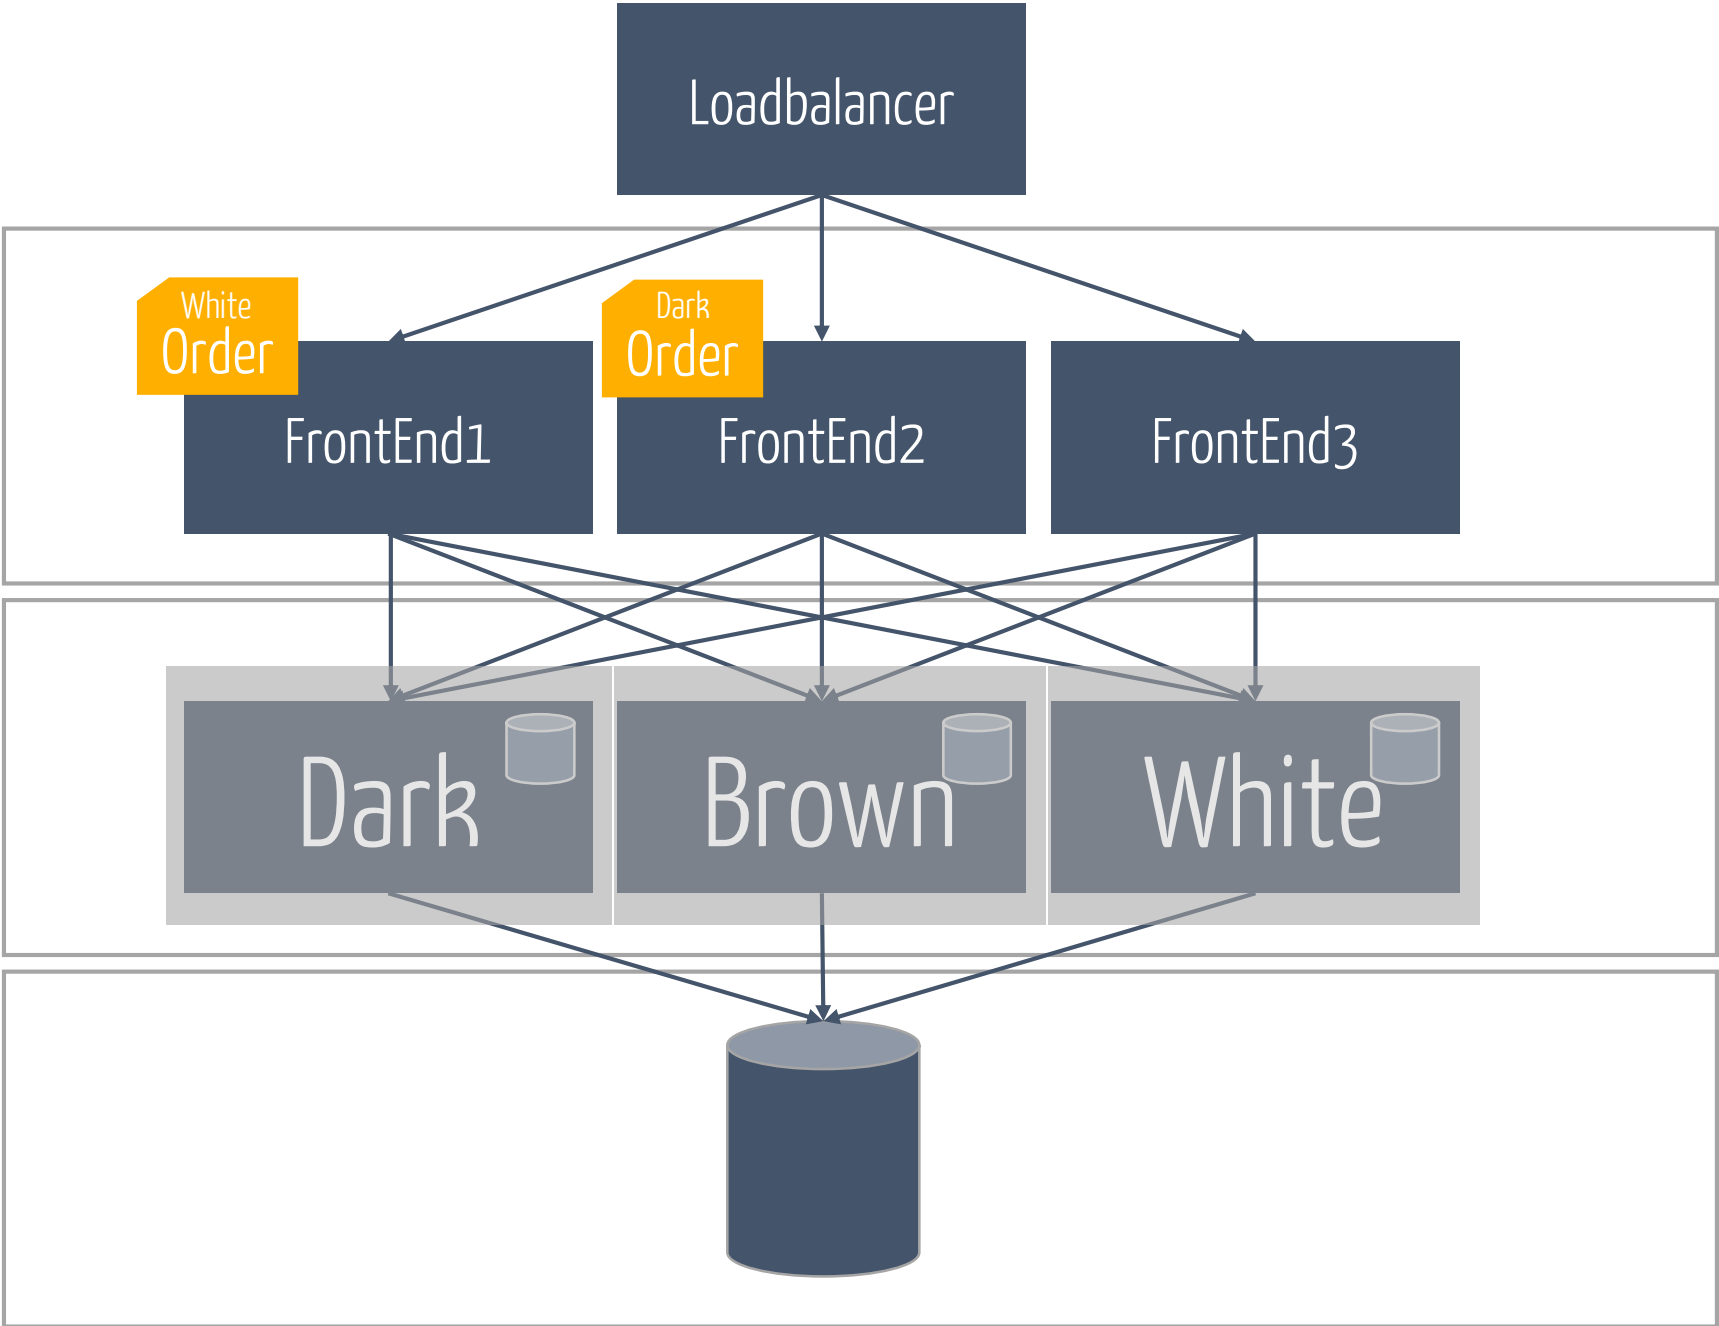 Loadbalancer
White
Order
Dark
Order
FrontEnd1
FrontEnd2
FrontEnd3
Dark
Brown
White